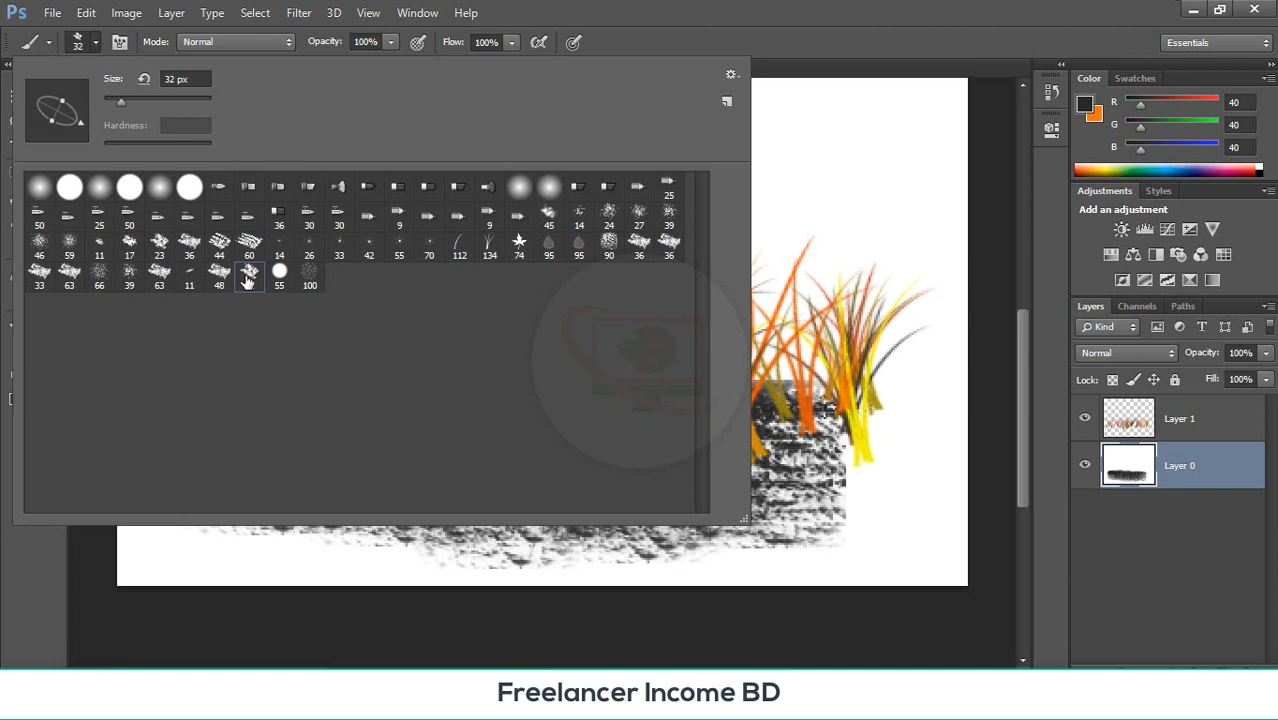 Ps File Edit Image Layer Type Select Filter 3D View Window Help
32 Mode: Normal Opacity: 100% Flow: 100% Essentials
Size: 32 px
Hardness:
25
50 25 50 36 30 30 9 9 45 14 24 27 39
46 59 11 17 23 36 44 60 14 26 33 42 55 70 112 134 74 95 95 90 36 36
33 63 66 39 63 11 48 55 100
Color Swatches
R 40
G 40
B 40
Adjustments Styles
Add an adjustment
Layers Channels Paths
Kind
Normal Opacity: 100%
Lock: Fill: 100%
Layer 1
Layer 0
Freelancer Income BD